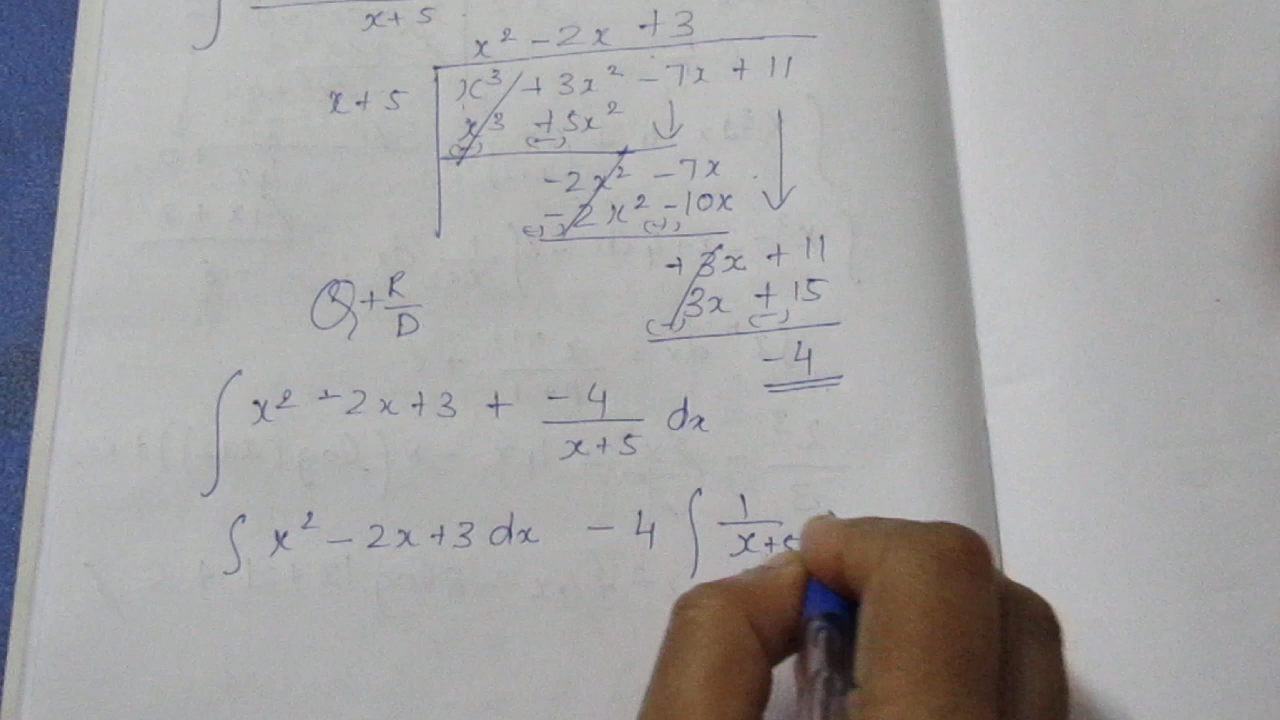 ∫ ――― x + 5
x² - 2x + 3
x + 5 | x³ + 3x² - 7x + 11
x³ + 5x² ↓
(-) (-)
-2x² - 7x ↓
-2x² - 10x
(+) (+)
+ 3x + 11
3x + 15
(-) (-)
-4
Q + R/D
∫ x² - 2x + 3 + -4/(x + 5) dx
∫ x² - 2x + 3 dx - 4 ∫ 1/(x+5